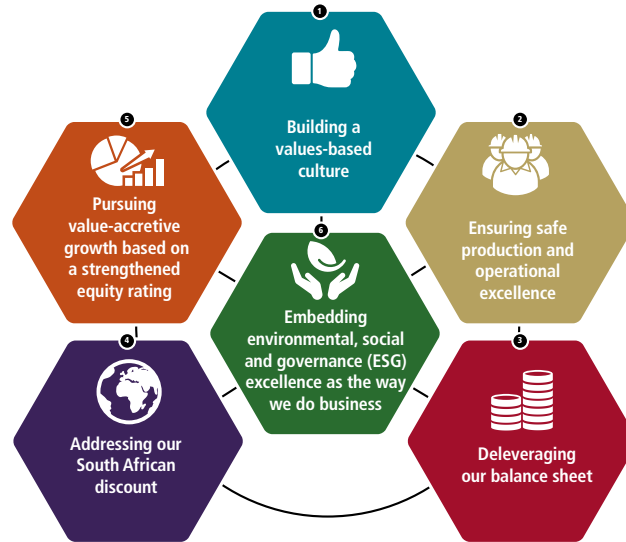 1
Building a
values-based
culture
2
Ensuring safe
production and
operational
excellence
3
Deleveraging
our balance sheet
4
Addressing our
South African
discount
5
Pursuing
value-accretive
growth based on
a strengthened
equity rating
6
Embedding
environmental, social
and governance (ESG)
excellence as the way
we do business